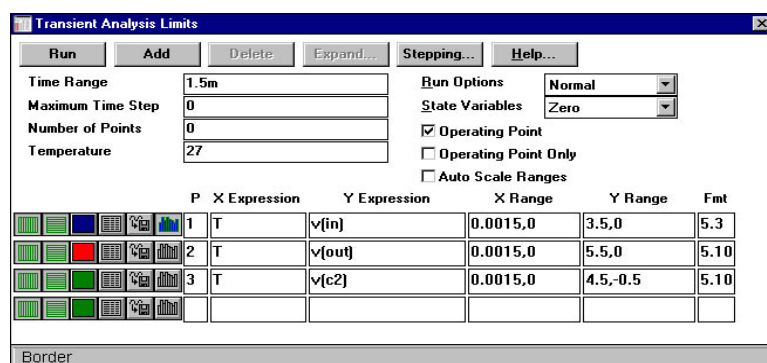 Transient Analysis Limits
Run Add Delete Expand... Stepping... Help...
Time Range 1.5m Run Options Normal
Maximum Time Step 0 State Variables Zero
Number of Points 0 Operating Point
Temperature 27 Operating Point Only
Auto Scale Ranges
P X Expression Y Expression X Range Y Range Fmt
1 T v(in) 0.0015,0 3.5,0 5.3
2 T v(out) 0.0015,0 5.5,0 5.10
3 T v(c2) 0.0015,0 4.5,-0.5 5.10
Border